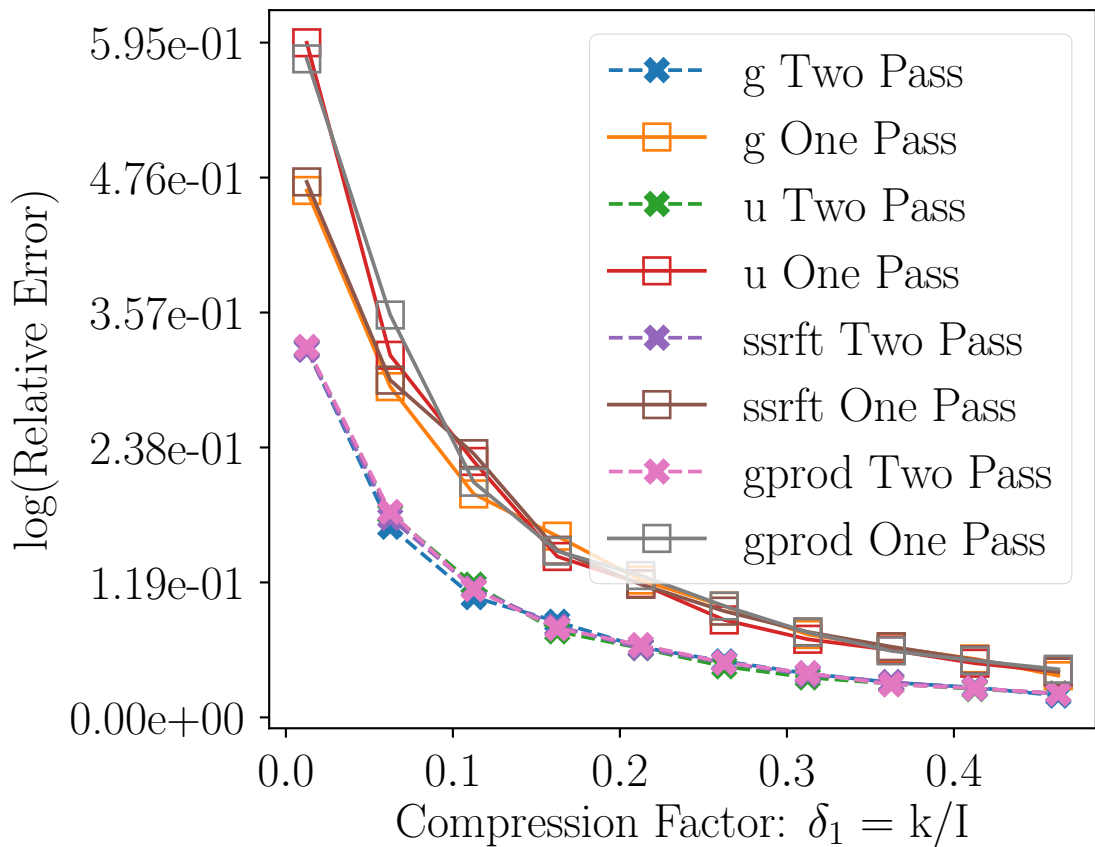 5.95e-01
4.76e-01
3.57e-01
2.38e-01
1.19e-01
0.00e+00
log(Relative Error)
g Two Pass
g One Pass
u Two Pass
u One Pass
ssrft Two Pass
ssrft One Pass
gprod Two Pass
gprod One Pass
0.0 0.1 0.2 0.3 0.4
Compression Factor: δ₁ = k/I